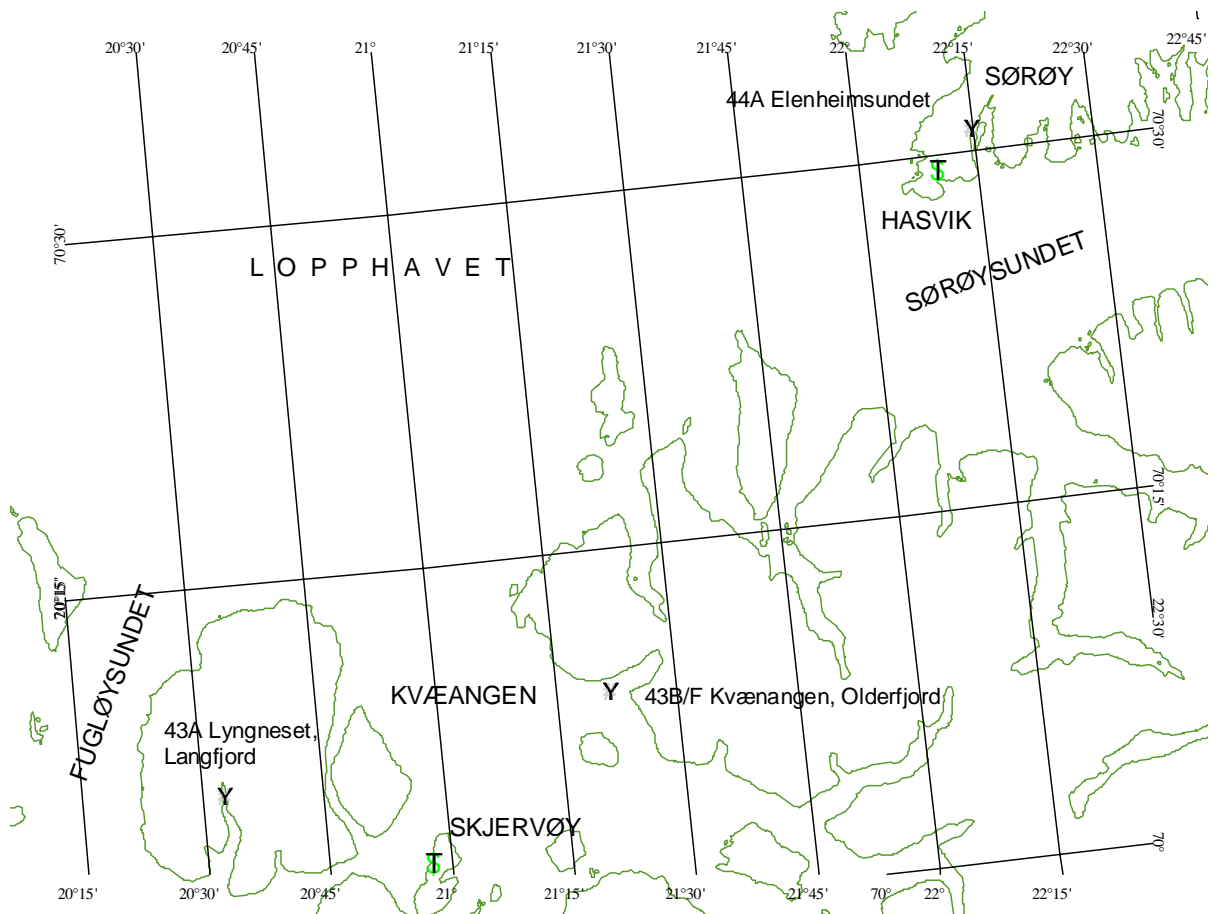 20°30' 20°45' 21° 21°15' 21°30' 21°45' 22° 22°15' 22°30' 22°45'
SØRØY
44A Elenheimsundet
Y
70°30'
T
S
HASVIK
70°30'
LOPPHAVET
SØRØYSUNDET
70°15'
20°15'
22°30'
FUGLØYSUNDET
KVÆANGEN
Y
43B/F Kvænangen, Olderfjord
43A Lyngneset,
Langfjord
Y
SKJERVØY
T
S
70°
20°15' 20°30' 20°45' 21° 21°15' 21°30' 21°45' 70° 22° 22°15'